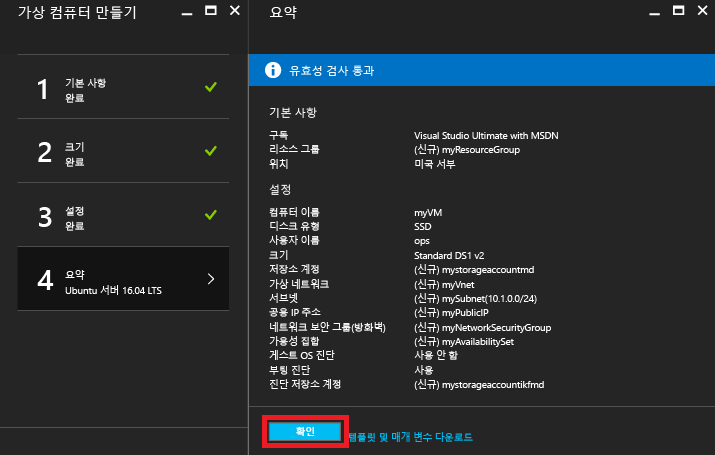 가상 컴퓨터 만들기
1
기본 사항
완료
2
크기
완료
3
설정
완료
4
요약
Ubuntu 서버 16.04 LTS
요약
유효성 검사 통과
기본 사항
구독 Visual Studio Ultimate with MSDN
리소스 그룹 (신규) myResourceGroup
위치 미국 서부
설정
컴퓨터 이름 myVM
디스크 유형 SSD
사용자 이름 ops
크기 Standard DS1 v2
저장소 계정 (신규) mystorageaccountmd
가상 네트워크 (신규) myVnet
서브넷 (신규) mySubnet(10.1.0.0/24)
공용 IP 주소 (신규) myPublicIP
네트워크 보안 그룹(방화벽) (신규) myNetworkSecurityGroup
가용성 집합 (신규) myAvailabilitySet
게스트 OS 진단 사용 안 함
부팅 진단 사용
진단 저장소 계정 (신규) mystorageaccountikfmd
확인 템플릿 및 매개 변수 다운로드